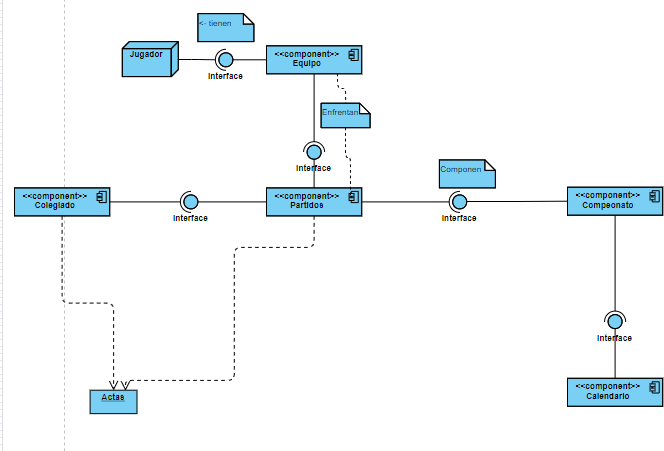 <- tienen
Jugador
Interface
<<component>>
Equipo
Enfrentan
Interface
Componen
<<component>>
Colegiado
Interface
<<component>>
Partidos
Interface
<<component>>
Compeonato
Interface
<<component>>
Calendario
Actas